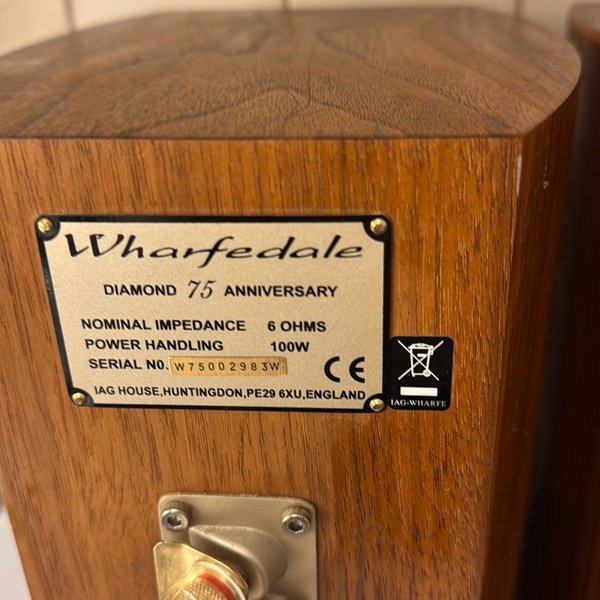 Wharfedale
DIAMOND 75 ANNIVERSARY
NOMINAL IMPEDANCE 6 OHMS
POWER HANDLING 100W
SERIAL NO. W75002983W
CE
IAG HOUSE,HUNTINGDON,PE29 6XU,ENGLAND
IAG-WHARFE